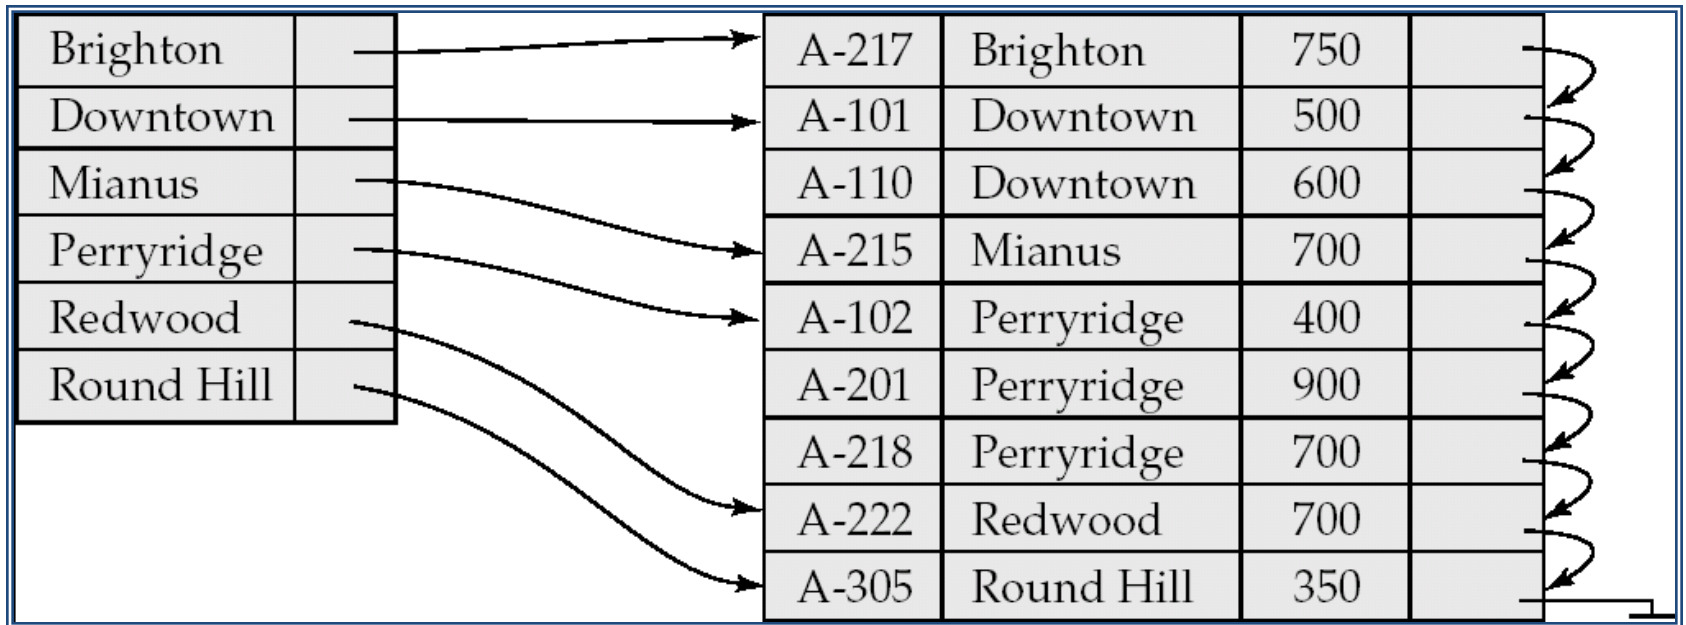 Brighton
Downtown
Mianus
Perryridge
Redwood
Round Hill
A-217 Brighton 750
A-101 Downtown 500
A-110 Downtown 600
A-215 Mianus 700
A-102 Perryridge 400
A-201 Perryridge 900
A-218 Perryridge 700
A-222 Redwood 700
A-305 Round Hill 350